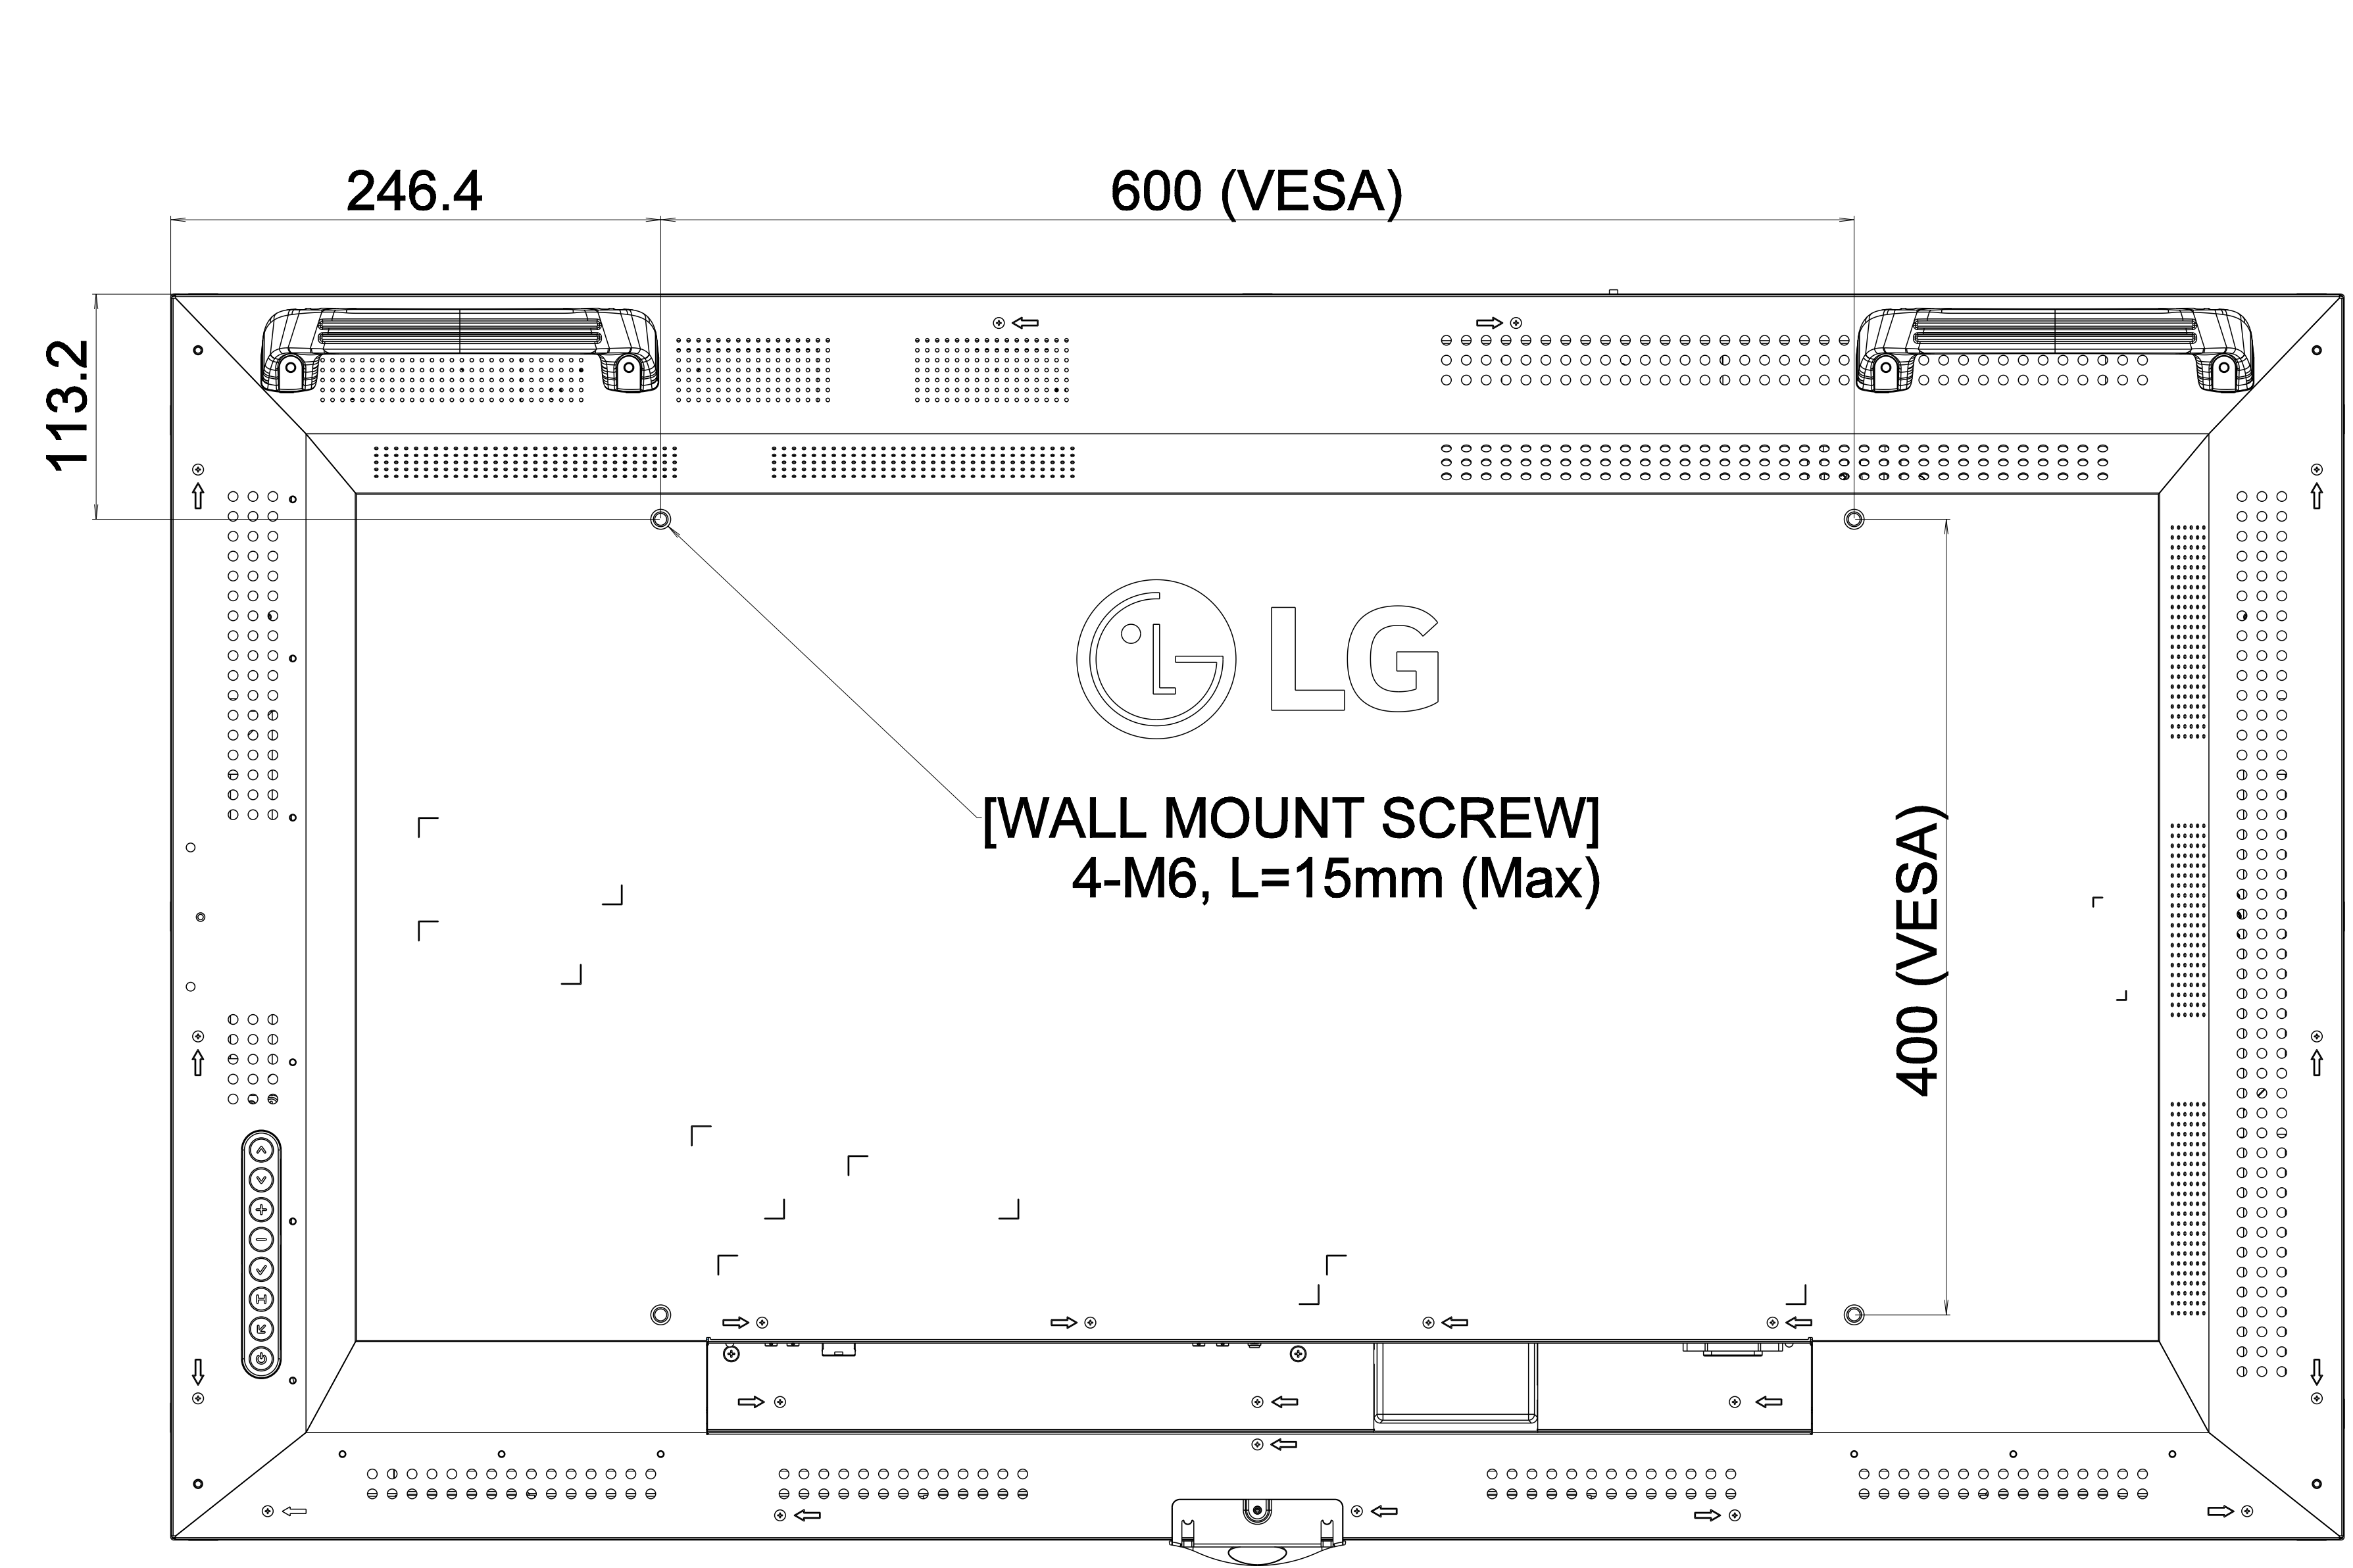 246.4
600 (VESA)
113.2
LG
[WALL MOUNT SCREW]
4-M6, L=15mm (Max)
400 (VESA)